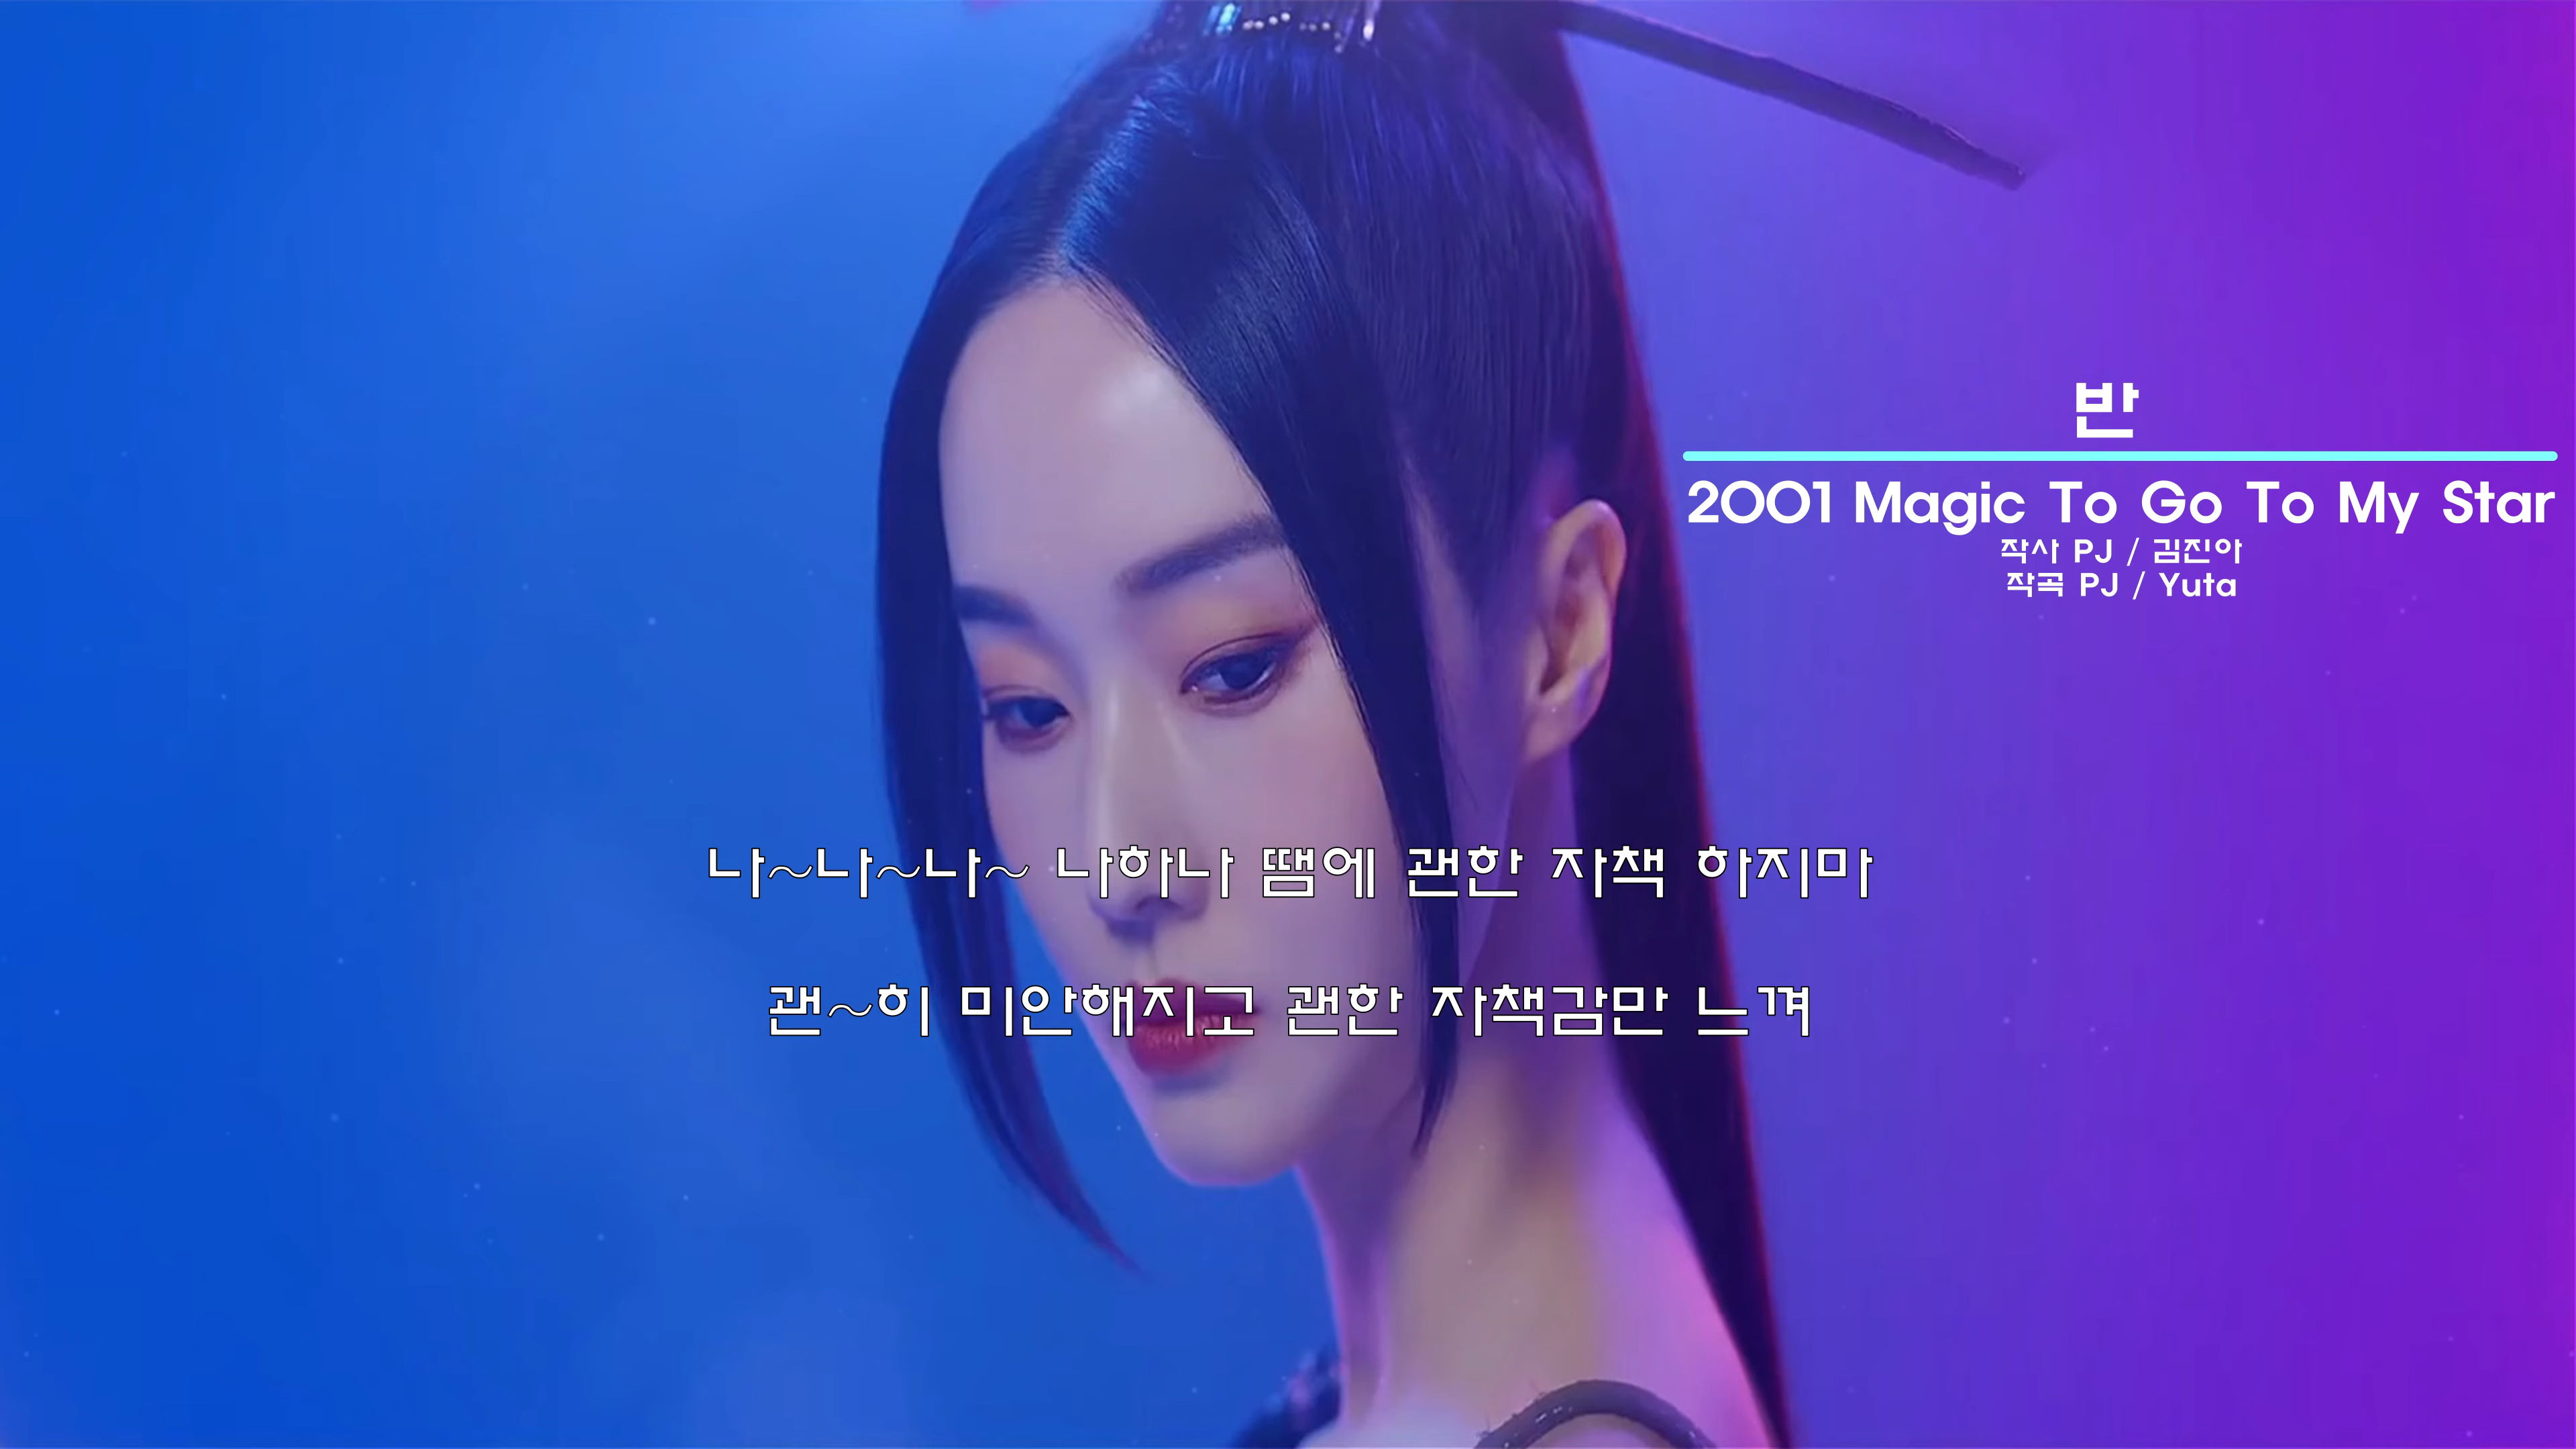 반
2001 Magic To Go To My Star
작사 PJ / 김진아
작곡 PJ / Yuta
나~나~나~ 나하나 땜에 괜한 자책 하지마
괜~히 미안해지고 괜한 자책감만 느껴